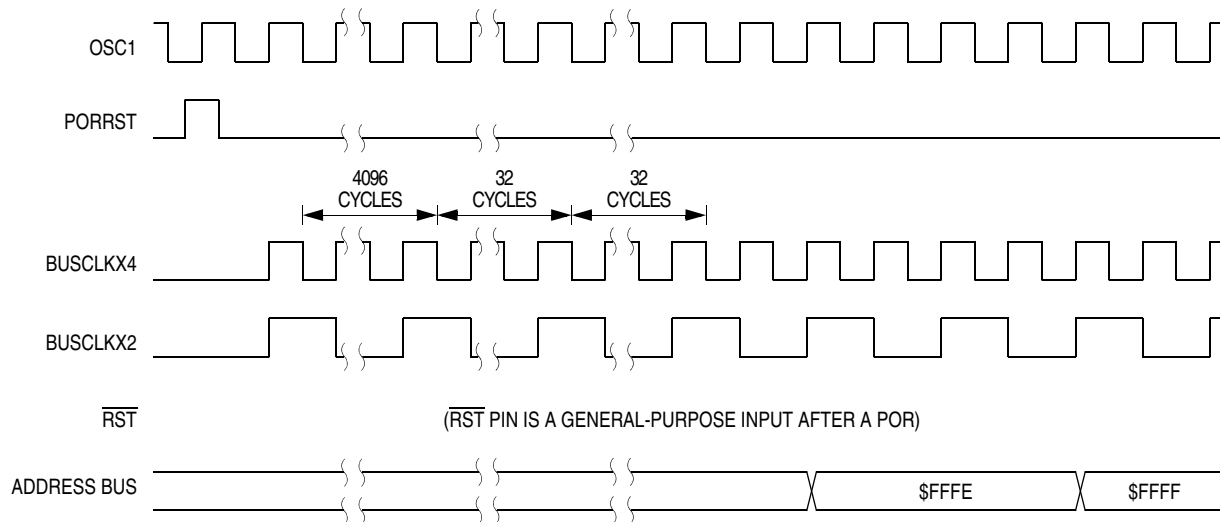 OSC1
PORRST
4096
CYCLES
32
CYCLES
32
CYCLES
BUSCLKX4
BUSCLKX2
RST
(RST PIN IS A GENERAL-PURPOSE INPUT AFTER A POR)
ADDRESS BUS
$FFFE
$FFFF